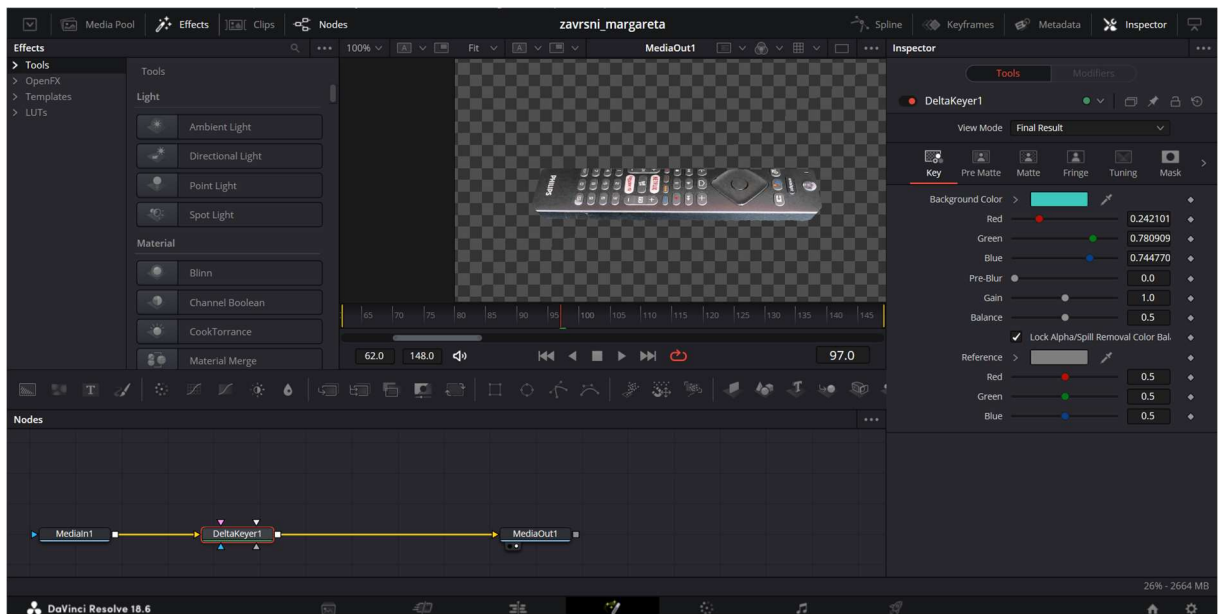 Media Pool Effects Clips Nodes zavrsni_margareta Spline Keyframes Metadata Inspector
Effects 100% Fit MediaOut1 Inspector
Tools
OpenFX
Templates
LUTs
Tools
Light
Ambient Light
Directional Light
Point Light
Spot Light
Material
Blinn
Channel Boolean
CookTorrance
Material Merge
PHILIPS
NETFLIX
65 70 75 80 85 90 95 100 105 110 115 120 125 130 135 140 145
62.0 148.0 97.0
Tools Modifiers
DeltaKeyer1
View Mode Final Result
Key Pre Matte Matte Fringe Tuning Mask
Background Color
Red 0.242101
Green 0.780909
Blue 0.744770
Pre-Blur 0.0
Gain 1.0
Balance 0.5
Lock Alpha/Spill Removal Color Bal
Reference
Red 0.5
Green 0.5
Blue 0.5
T
Nodes
MediaIn1 DeltaKeyer1 MediaOut1
26% - 2664 MB
DaVinci Resolve 18.6